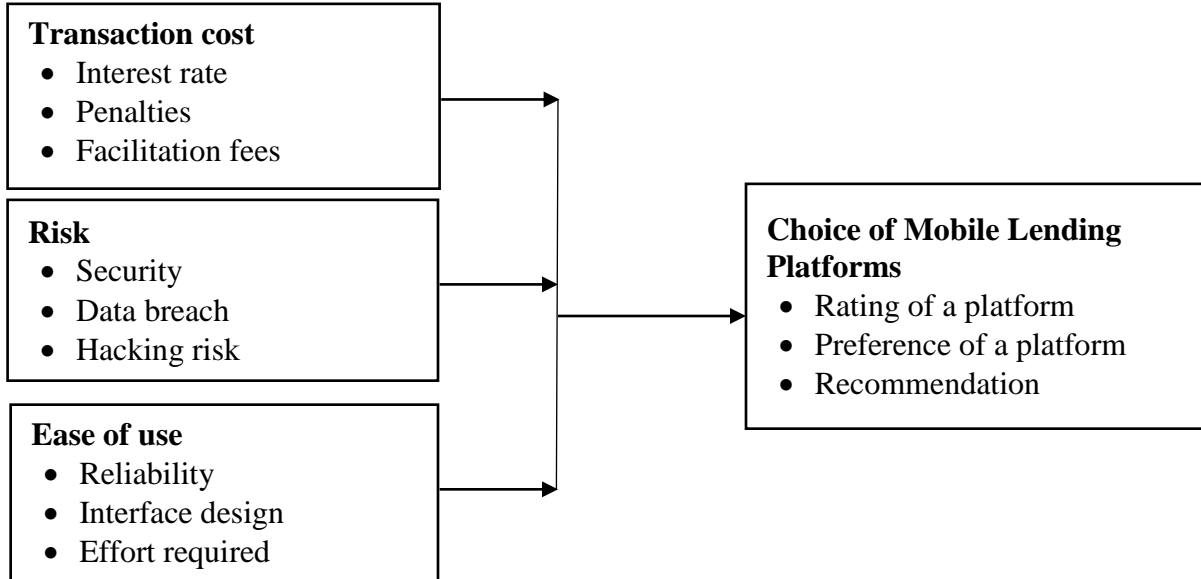 Transaction cost
• Interest rate
• Penalties
• Facilitation fees
Risk
• Security
• Data breach
• Hacking risk
Ease of use
• Reliability
• Interface design
• Effort required
Choice of Mobile Lending
Platforms
• Rating of a platform
• Preference of a platform
• Recommendation